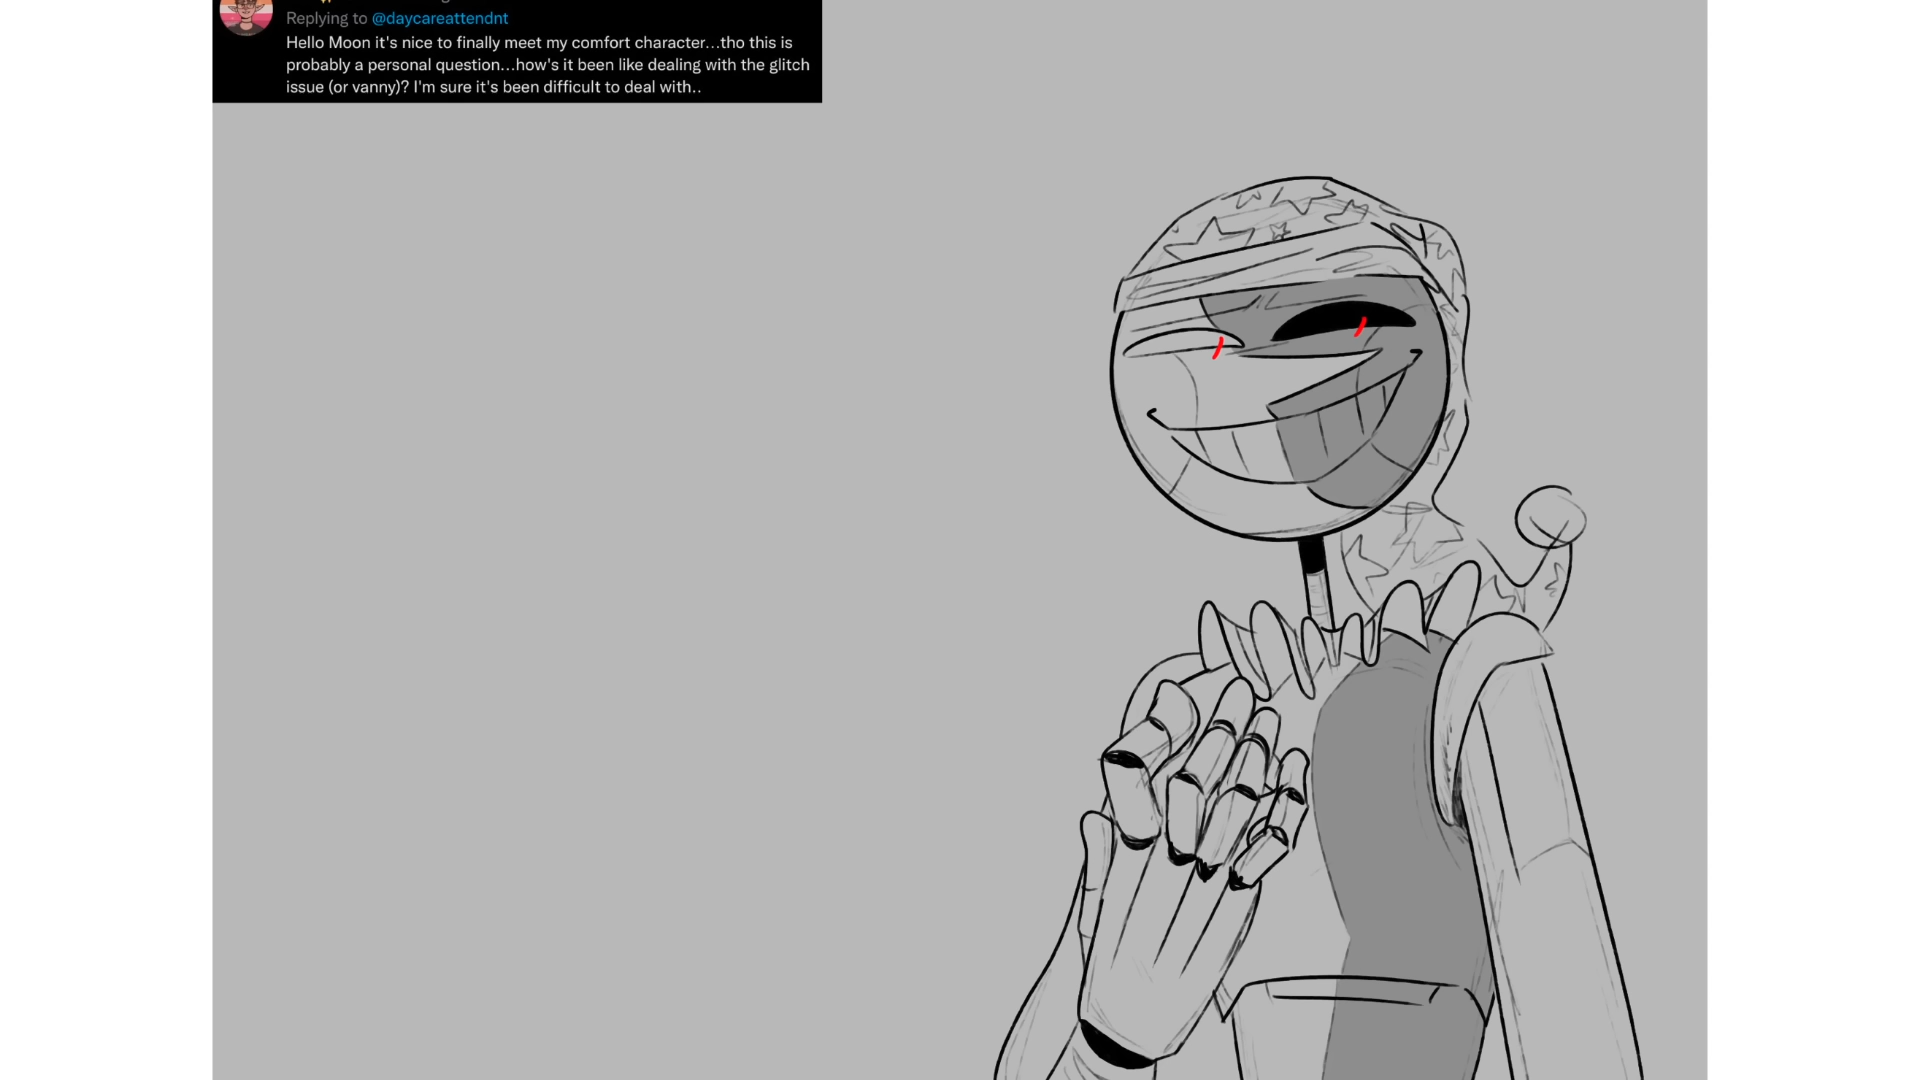 Replying to @daycareattendnt
Hello Moon it's nice to finally meet my comfort character...tho this is
probably a personal question...how's it been like dealing with the glitch
issue (or vanny)? I'm sure it's been difficult to deal with..